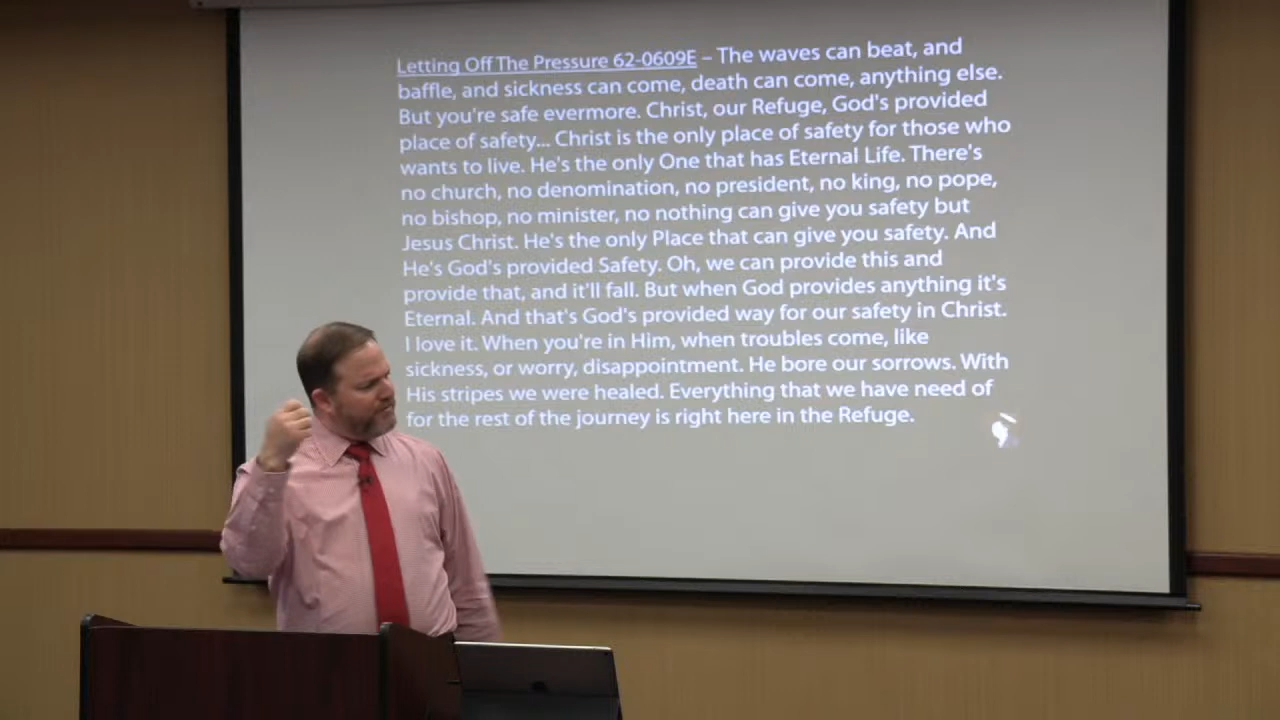 Letting Off The Pressure 62-0609E – The waves can beat, and
baffle, and sickness can come, death can come, anything else.
But you're safe evermore. Christ, our Refuge, God's provided
place of safety... Christ is the only place of safety for those who
wants to live. He's the only One that has Eternal Life. There's
no church, no denomination, no president, no king, no pope,
no bishop, no minister, no nothing can give you safety but
Jesus Christ. He's the only Place that can give you safety. And
He's God's provided Safety. Oh, we can provide this and
provide that, and it'll fall. But when God provides anything it's
Eternal. And that's God's provided way for our safety in Christ.
I love it. When you're in Him, when troubles come, like
sickness, or worry, disappointment. He bore our sorrows. With
His stripes we were healed. Everything that we have need of
for the rest of the journey is right here in the Refuge.